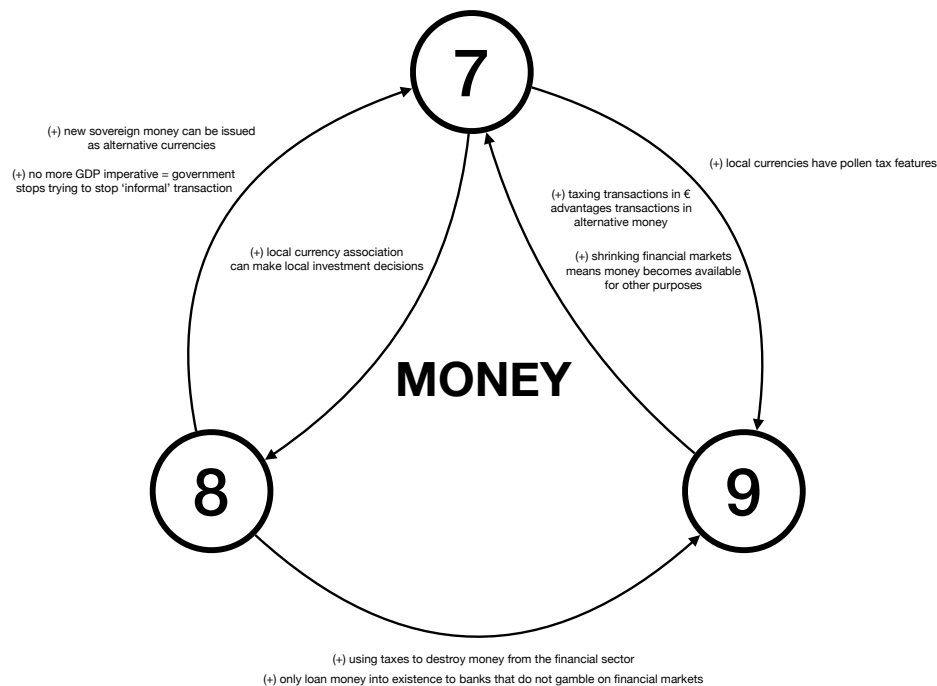 7
(+) new sovereign money can be issued
as alternative currencies
(+) no more GDP imperative = government
stops trying to stop ‘informal’ transaction
(+) local currencies have pollen tax features
(+) taxing transactions in €
advantages transactions in
alternative money
(+) local currency association
can make local investment decisions
(+) shrinking financial markets
means money becomes available
for other purposes
MONEY
8
9
(+) using taxes to destroy money from the financial sector
(+) only loan money into existence to banks that do not gamble on financial markets